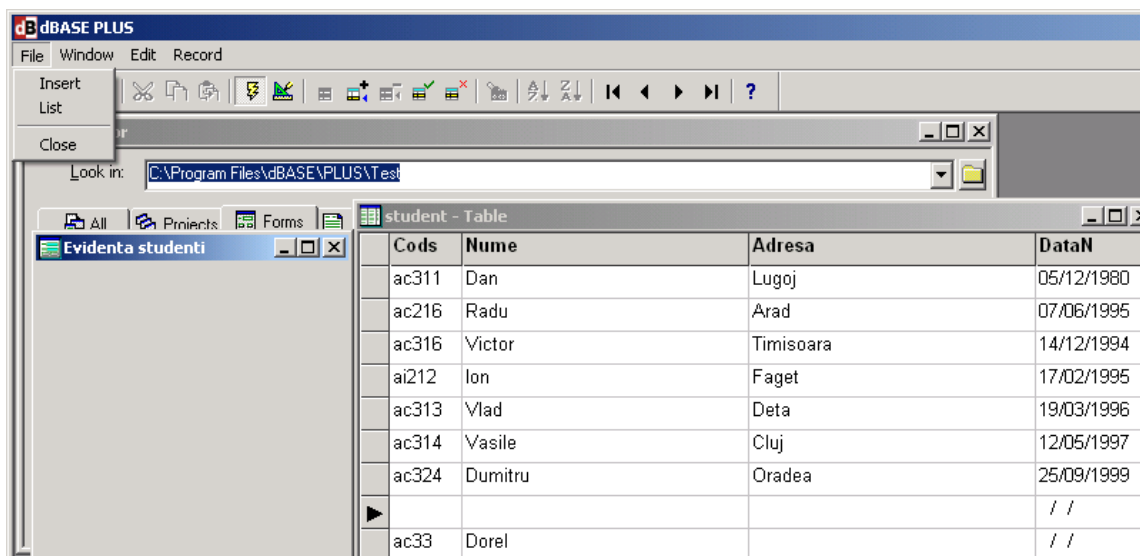 dBASE PLUS
File Window Edit Record
Insert
List
Close
Look in: C:\Program Files\dBASE\PLUS\Test
All Projects Forms
student - Table
Evidenta studenti
Cods Nume Adresa DataN
ac311 Dan Lugoj 05/12/1980
ac216 Radu Arad 07/06/1995
ac316 Victor Timisoara 14/12/1994
ai212 Ion Faget 17/02/1995
ac313 Vlad Deta 19/03/1996
ac314 Vasile Cluj 12/05/1997
ac324 Dumitru Oradea 25/09/1999
/ /
ac33 Dorel / /